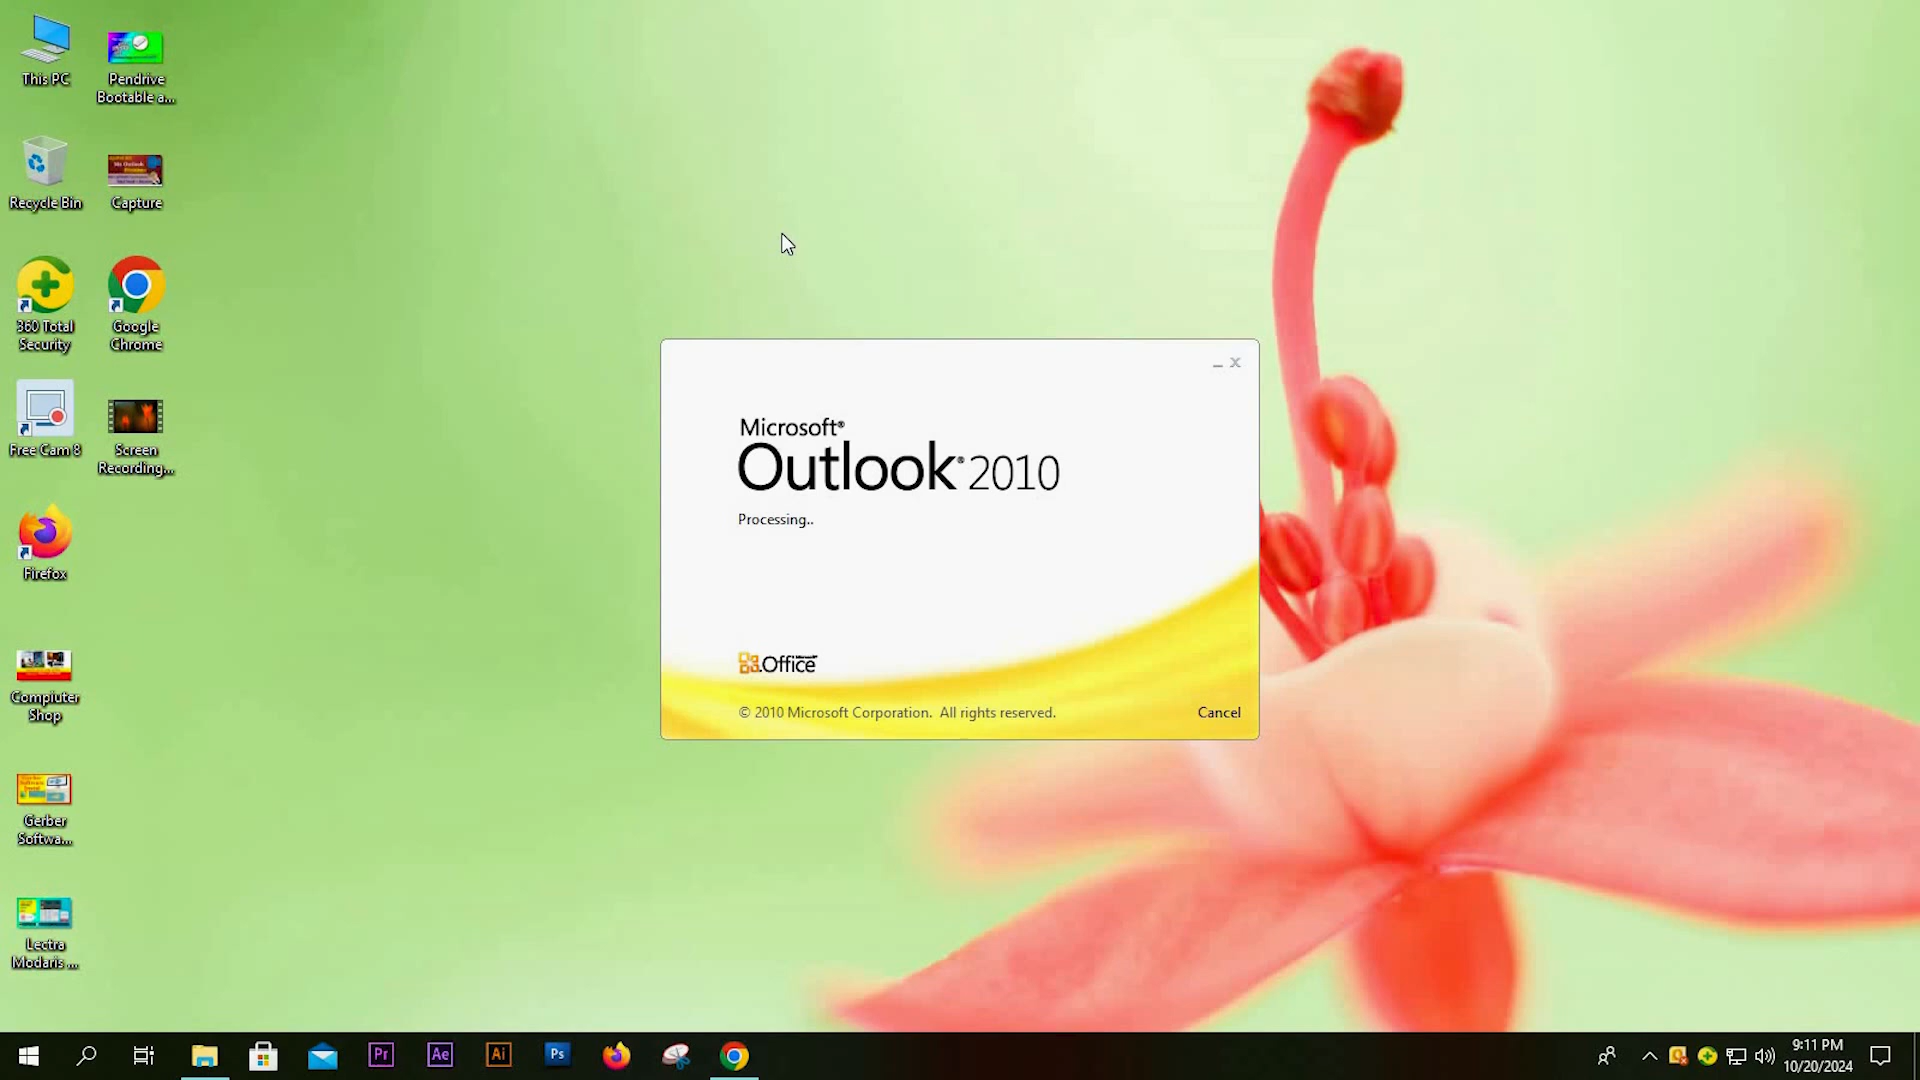 This PC
Pendrive
Bootable a...
Recycle Bin
Capture
360 Total
Security
Google
Chrome
Free Cam 8
Screen
Recording...
Firefox
Compiuter
Shop
Gerber
Softwa...
Lectra
Modaris ...
Microsoft®
Outlook® 2010
Processing..
Office
© 2010 Microsoft Corporation. All rights reserved.
Cancel
Pr
Ae
Ai
Ps
9:11 PM
10/20/2024